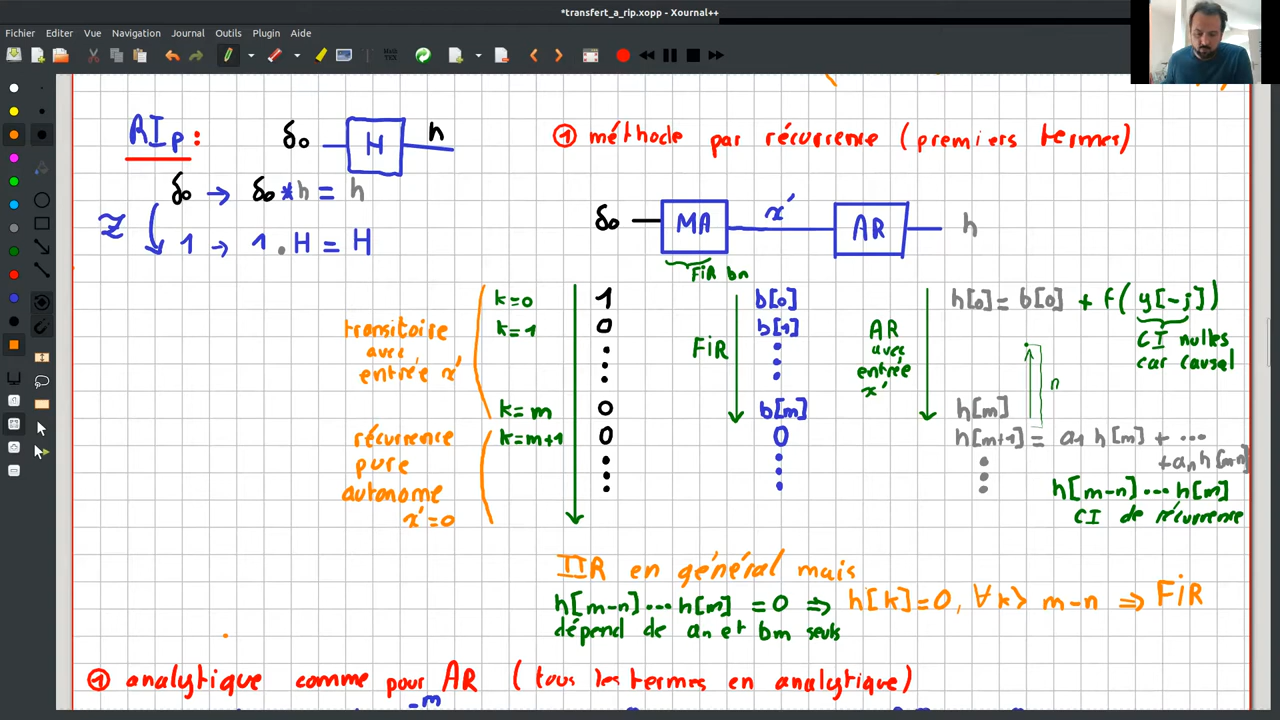 *transfert_a_rip.xopp - Xournal++
Fichier Editer Vue Navigation Journal Outils Plugin Aide
RIp :
δ0 H h
δ0 → δ0 * h = h
Z
1 → 1 . H = H
① méthode par récurrence (premiers termes)
δ0 MA x' AR h
FiR bn
k=0 1 b[0] h[0] = b[0] + f(y[-j])
k=1 0 b[1]
transitoire
avec
entrée x'
FiR
AR
avec
entrée
x'
CI nulles
car causal
n
k=m 0 b[m] h[m]
k=m+1 0 0 h[m+1] = a1 h[m] + ...
+ an h[m-n]
récurrence
pure
autonome
x'=0
h[m-n] ... h[m]
CI de récurrence
IIR en général mais
h[m-n] ... h[m] = 0 ⇒ h[k]=0, ∀k> m-n ⇒ FiR
dépend de an et bm seuls
① analytique comme pour AR (tous les termes en analytique)
-m